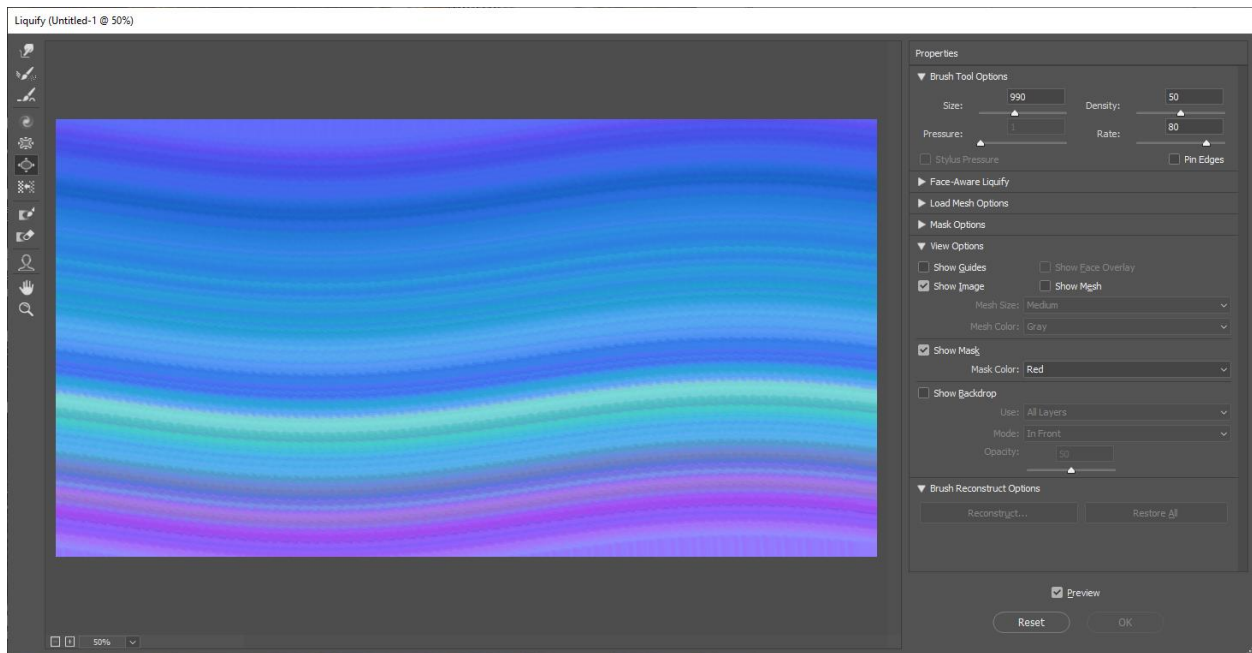 Liquify (Untitled-1 @ 50%)
Properties
Brush Tool Options
Size: 990 Density: 50
Pressure: 1 Rate: 80
Stylus Pressure Pin Edges
Face-Aware Liquify
Load Mesh Options
Mask Options
View Options
Show Guides Show Face Overlay
Show Image Show Mesh
Mesh Size: Medium
Mesh Color: Gray
Show Mask
Mask Color: Red
Show Backdrop
Use: All Layers
Mode: In Front
Opacity: 50
Brush Reconstruct Options
Reconstruct... Restore All
Preview
Reset OK
50%